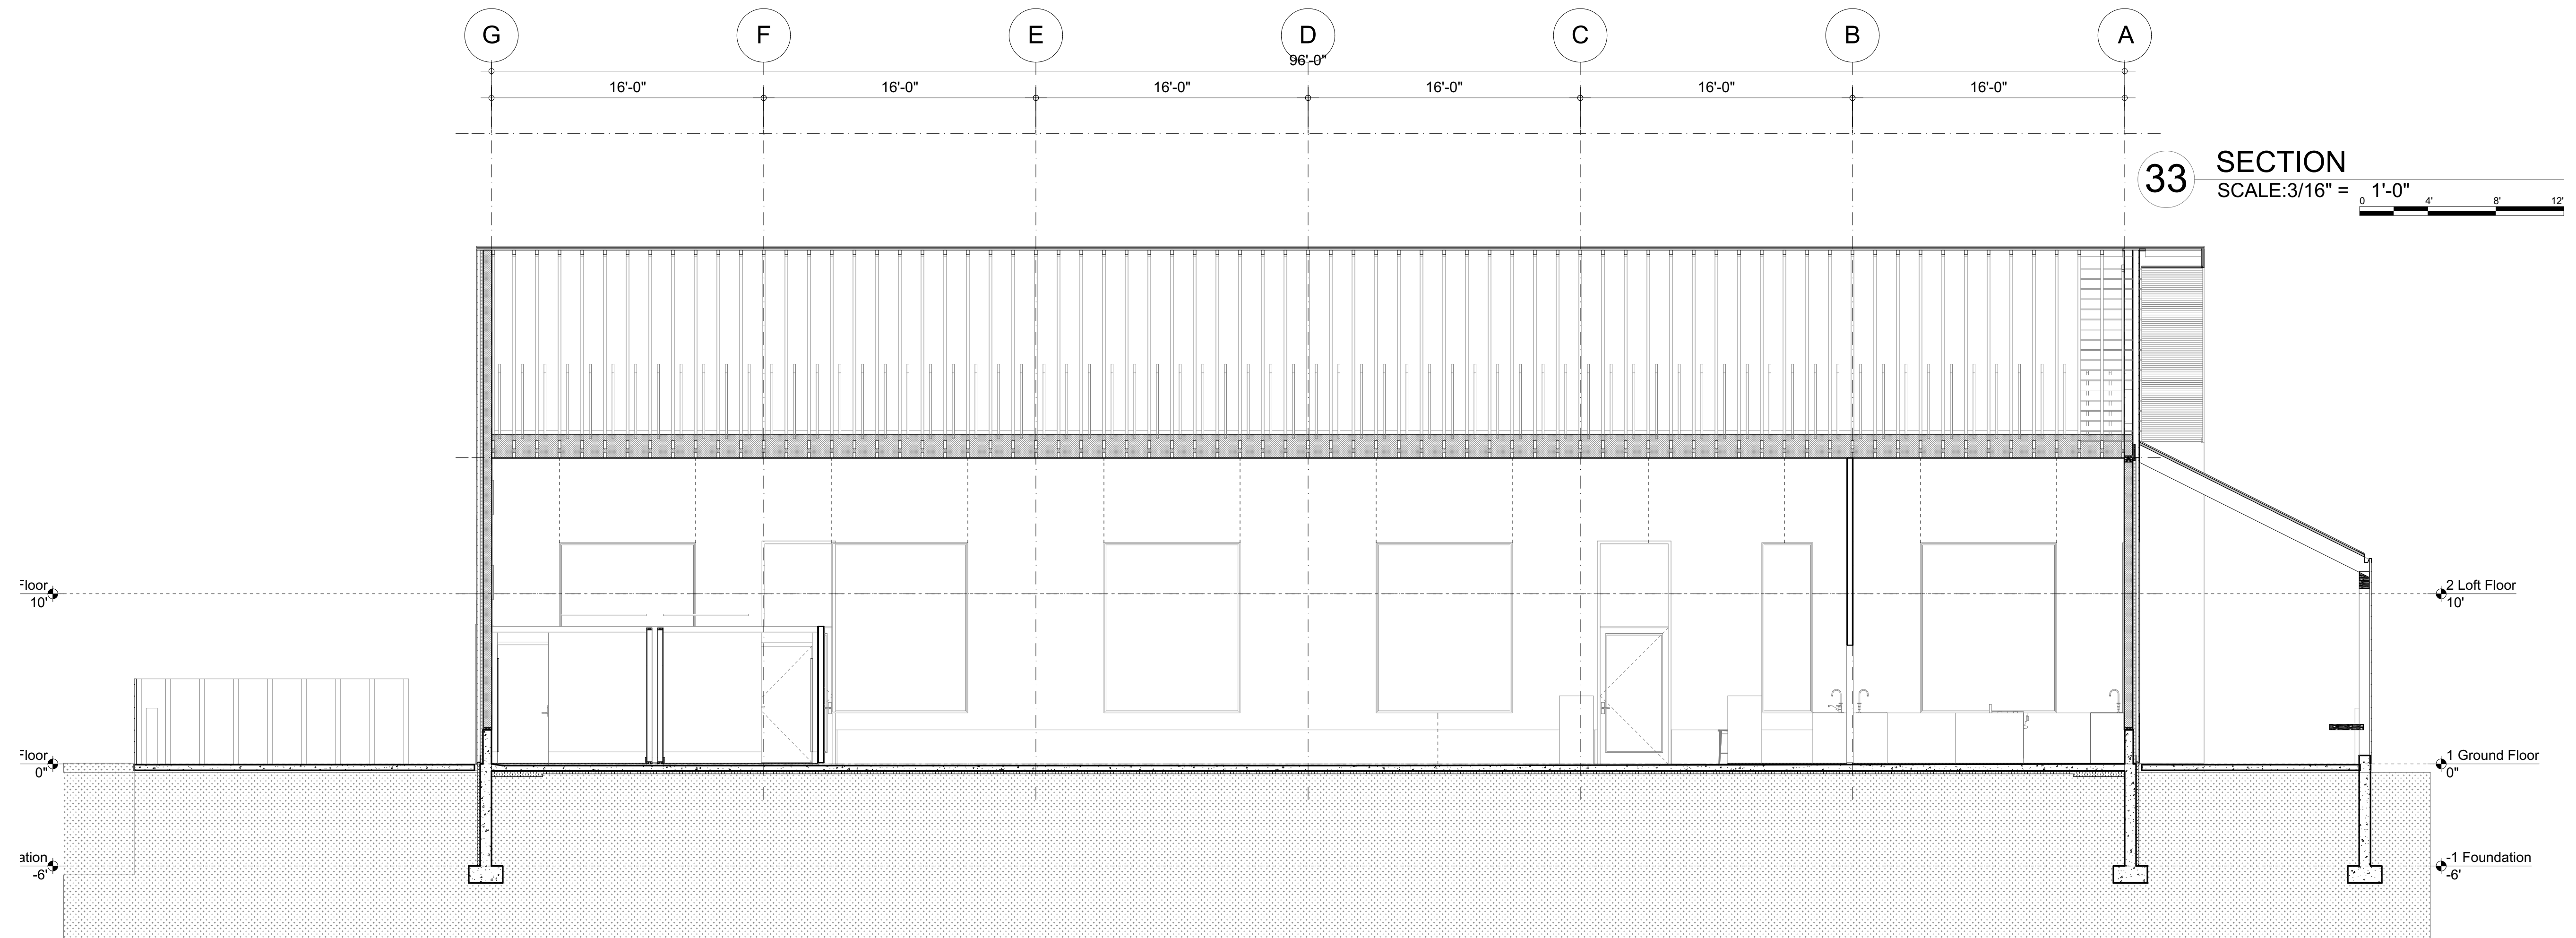 G F E D C B A
96'-0"
16'-0" 16'-0" 16'-0" 16'-0" 16'-0" 16'-0"
33 SECTION
SCALE:3/16" = 1'-0"
0 4' 8' 12'
Floor 2 Loft Floor
10' 10'
Floor 1 Ground Floor
0" 0"
ation -1 Foundation
-6' -6'